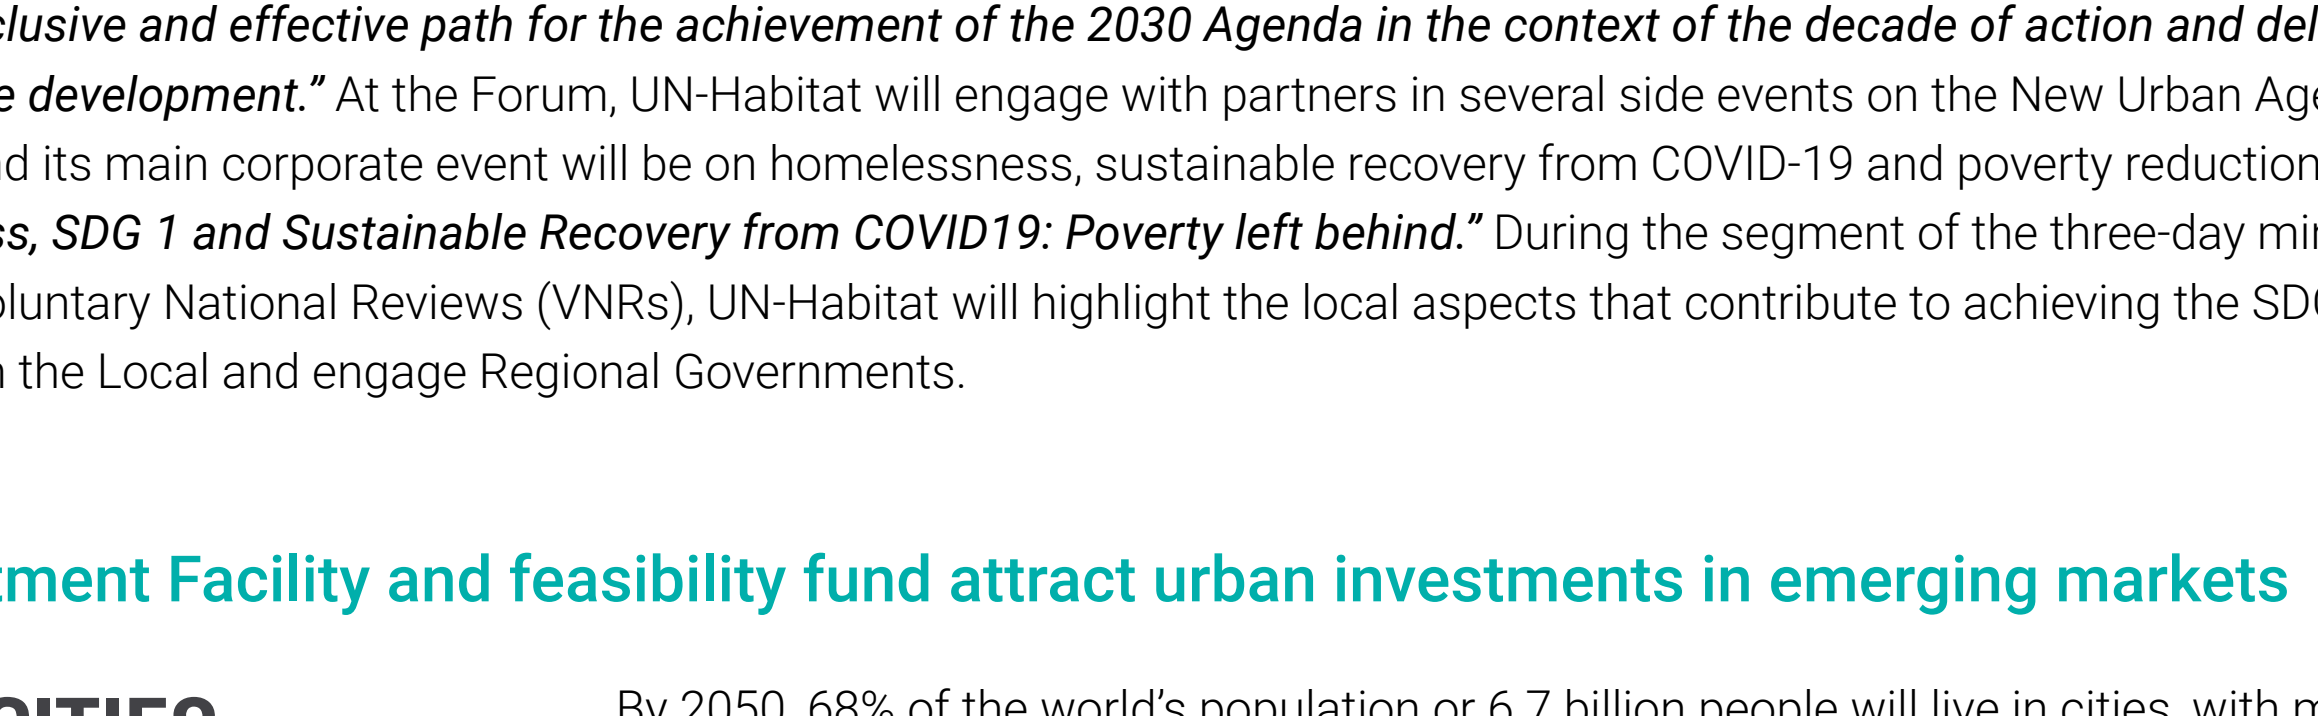 clusive and effective path for the achievement of the 2030 Agenda in the context of the decade of action and del
e development.” At the Forum, UN-Habitat will engage with partners in several side events on the New Urban Age
nd its main corporate event will be on homelessness, sustainable recovery from COVID-19 and poverty reduction
ss, SDG 1 and Sustainable Recovery from COVID19: Poverty left behind.” During the segment of the three-day min
oluntary National Reviews (VNRs), UN-Habitat will highlight the local aspects that contribute to achieving the SDG
n the Local and engage Regional Governments.
tment Facility and feasibility fund attract urban investments in emerging markets
CITIES
By 2050, 68% of the world’s population or 6.7 billion people will live in cities, with m